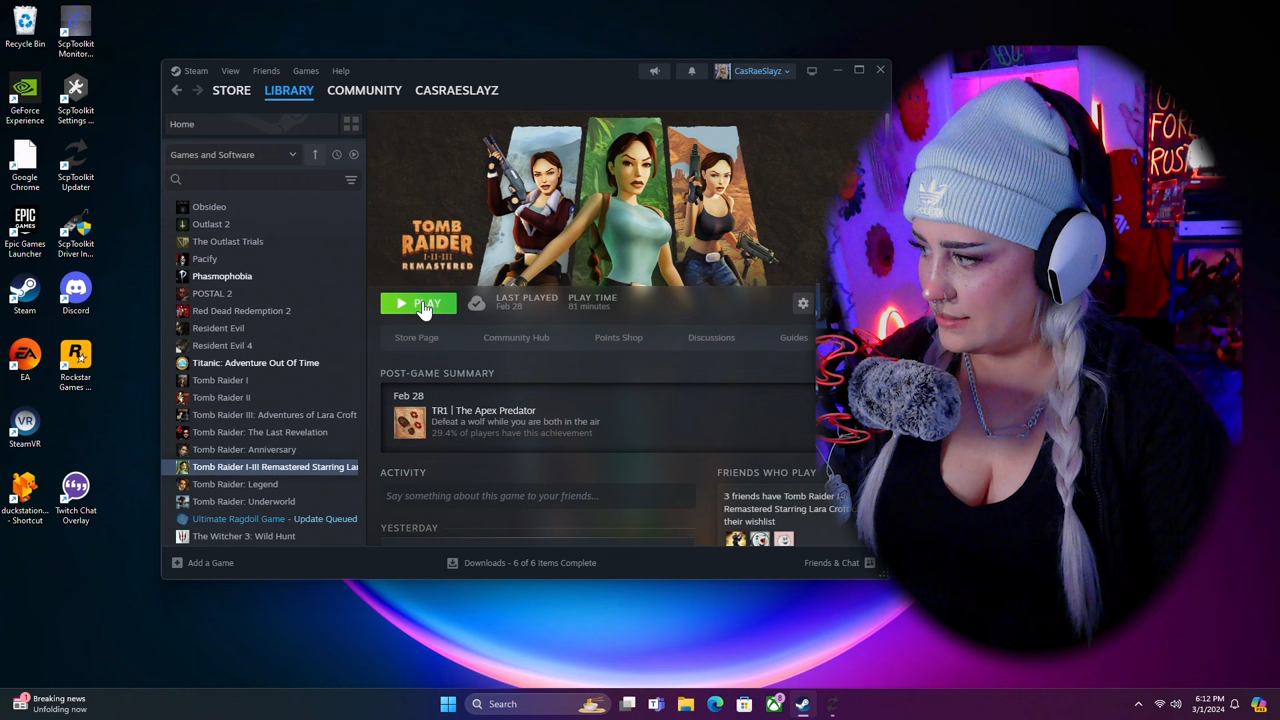 Recycle Bin
ScpToolkit
Monitor...
GeForce
Experience
ScpToolkit
Settings ...
Google
Chrome
ScpToolkit
Updater
Epic Games
Launcher
ScpToolkit
Driver In...
Steam
Discord
EA
Rockstar
Games ...
SteamVR
duckstation
... - Shortcut
Twitch Chat
Overlay
Steam View Friends Games Help
CasRaeSlayz
STORE LIBRARY COMMUNITY CASRAESLAYZ
Home
Games and Software
Obsideo
Outlast 2
The Outlast Trials
Pacify
Phasmophobia
POSTAL 2
Red Dead Redemption 2
Resident Evil
Resident Evil 4
Titanic: Adventure Out Of Time
Tomb Raider I
Tomb Raider II
Tomb Raider III: Adventures of Lara Croft
Tomb Raider: The Last Revelation
Tomb Raider: Anniversary
Tomb Raider I-III Remastered Starring Lar
Tomb Raider: Legend
Tomb Raider: Underworld
Ultimate Ragdoll Game - Update Queued
The Witcher 3: Wild Hunt
TOMB
RAIDER
I•II•III
REMASTERED
PLAY
LAST PLAYED
Feb 28
PLAY TIME
81 minutes
Store Page Community Hub Points Shop Discussions Guides
POST-GAME SUMMARY
Feb 28
TR1 | The Apex Predator
Defeat a wolf while you are both in the air
29.4% of players have this achievement
ACTIVITY
Say something about this game to your friends...
YESTERDAY
FRIENDS WHO PLAY
3 friends have Tomb Raider I-
Remastered Starring Lara Croft
their wishlist
Add a Game
Downloads - 6 of 6 Items Complete
Friends & Chat
adidas
FORE
RUST
1
Breaking news
Unfolding now
Search
8
6:12 PM
3/1/2024